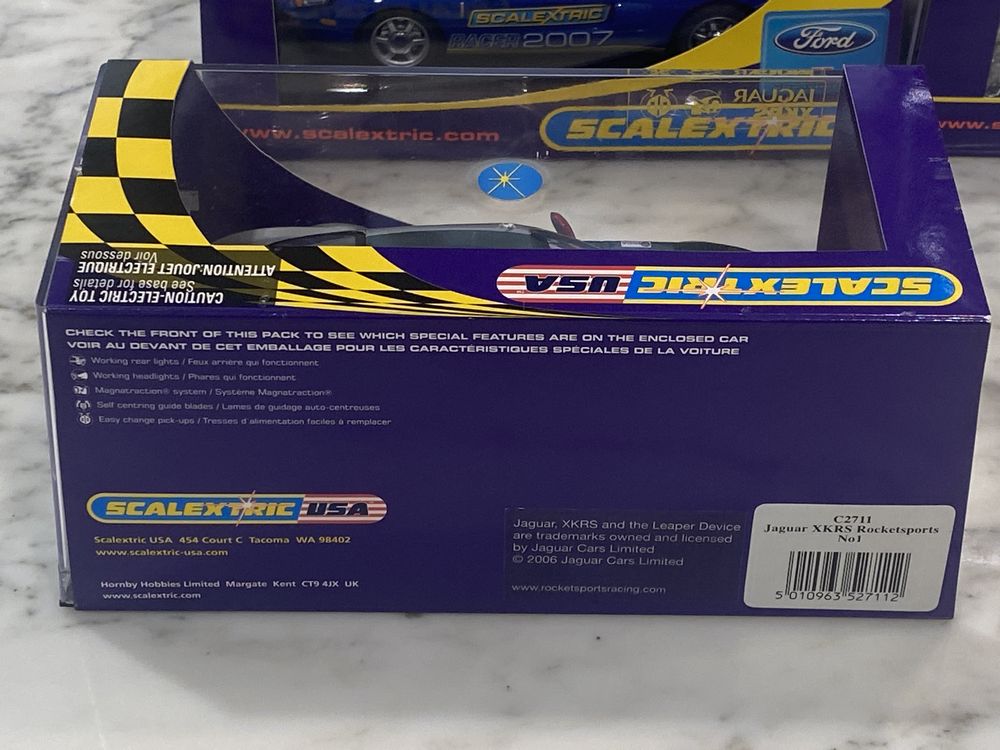 SCALEXTRIC
RACER 2007
Ford
JAGUAR
XKRS
www.scalextric.com
SCALEXTRIC
www.s
SCALEXTRIC USA
CAUTION-ELECTRIC TOY
See base for details
ATTENTION-JOUET ELECTRIQUE
Voir dessous
CHECK THE FRONT OF THIS PACK TO SEE WHICH SPECIAL FEATURES ARE ON THE ENCLOSED CAR
VOIR AU DEVANT DE CET EMBALLAGE POUR LES CARACTÉRISTIQUES SPÉCIALES DE LA VOITURE
Working rear lights / Feux arrière qui fonctionnent
Working headlights / Phares qui fonctionnent
Magnatraction® system / Système Magnatraction®
Self centring guide blades / Lames de guidage auto-centreuses
Easy change pick-ups / Tresses d'alimentation faciles à remplacer
SCALEXTRIC USA
Scalextric USA 454 Court C Tacoma WA 98402
www.scalextric-usa.com
Hornby Hobbies Limited Margate Kent CT9 4JX UK
www.scalextric.com
Jaguar, XKRS and the Leaper Device
are trademarks owned and licensed
by Jaguar Cars Limited
© 2006 Jaguar Cars Limited
www.rocketsportsracing.com
C2711
Jaguar XKRS Rocketsports
No1
5 010963 527112